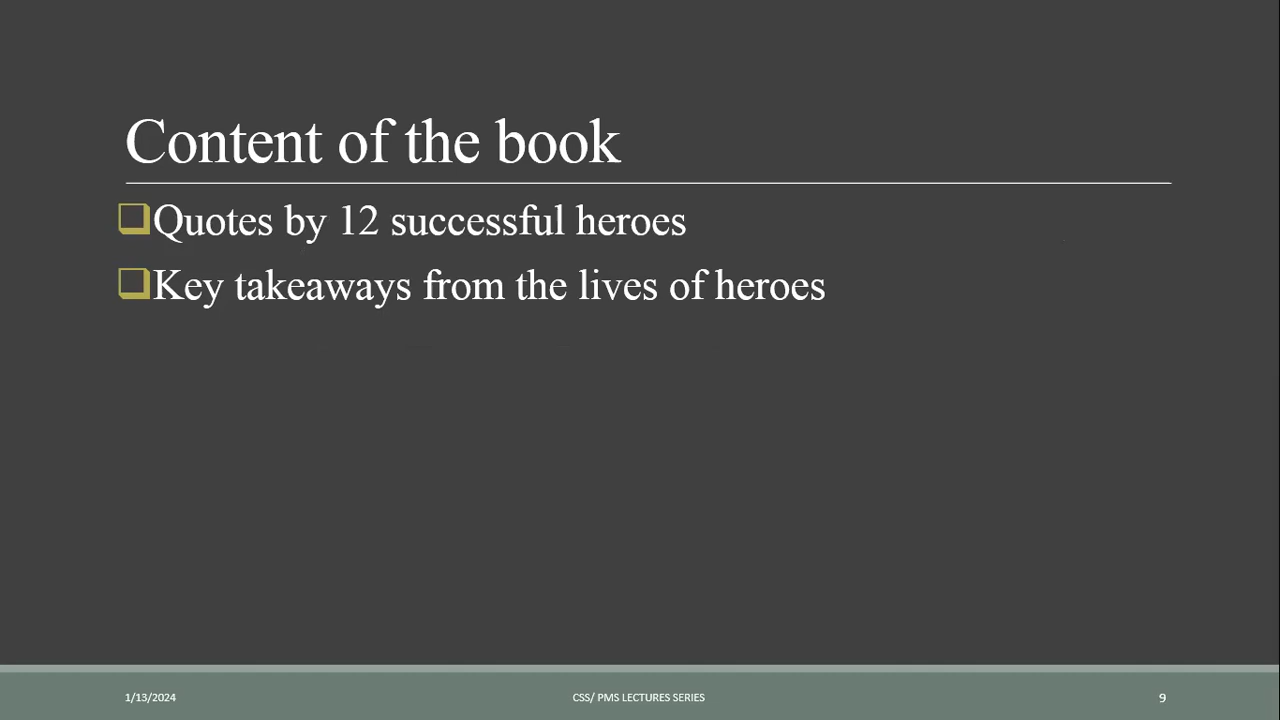 Content of the book
Quotes by 12 successful heroes
Key takeaways from the lives of heroes
1/13/2024
CSS/ PMS LECTURES SERIES
9